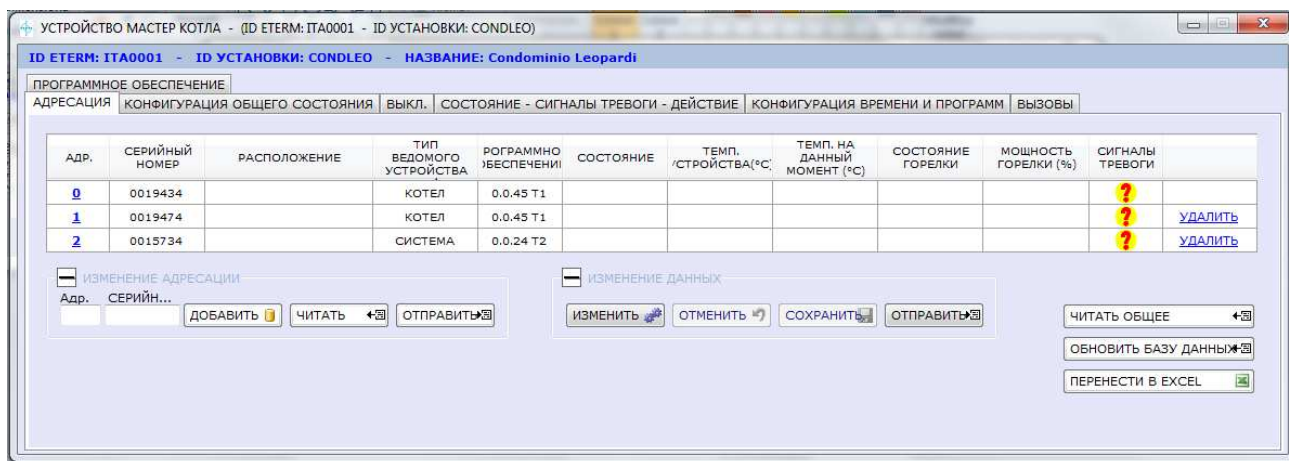 УСТРОЙСТВО МАСТЕР КОТЛА - (ID ETERM: ITA0001 - ID УСТАНОВКИ: CONDLEO)
ID ETERM: ITA0001 - ID УСТАНОВКИ: CONDLEO - НАЗВАНИЕ: Condominio Leopardi
ПРОГРАММНОЕ ОБЕСПЕЧЕНИЕ
АДРЕСАЦИЯ КОНФИГУРАЦИЯ ОБЩЕГО СОСТОЯНИЯ ВЫКЛ. СОСТОЯНИЕ - СИГНАЛЫ ТРЕВОГИ - ДЕЙСТВИЕ КОНФИГУРАЦИЯ ВРЕМЕНИ И ПРОГРАММ ВЫЗОВЫ
АДР. СЕРИЙНЫЙ НОМЕР РАСПОЛОЖЕНИЕ ТИП ВЕДОМОГО УСТРОЙСТВА РОГРАММНО ЭБЕСПЕЧЕНИ СОСТОЯНИЕ ТЕМП. УСТРОЙСТВА(°C) ТЕМП. НА ДАННЫЙ МОМЕНТ (°C) СОСТОЯНИЕ ГОРЕЛКИ МОЩНОСТЬ ГОРЕЛКИ (%) СИГНАЛЫ ТРЕВОГИ
0 0019434 КОТЕЛ 0.0.45 T1 ?
1 0019474 КОТЕЛ 0.0.45 T1 ? УДАЛИТЬ
2 0015734 СИСТЕМА 0.0.24 T2 ? УДАЛИТЬ
ИЗМЕНЕНИЕ АДРЕСАЦИИ ИЗМЕНЕНИЕ ДАННЫХ
Адр. СЕРИЙН...
ДОБАВИТЬ ЧИТАТЬ ОТПРАВИТЬ ИЗМЕНИТЬ ОТМЕНИТЬ СОХРАНИТЬ ОТПРАВИТЬ
ЧИТАТЬ ОБЩЕЕ
ОБНОВИТЬ БАЗУ ДАННЫХ
ПЕРЕНЕСТИ В EXCEL